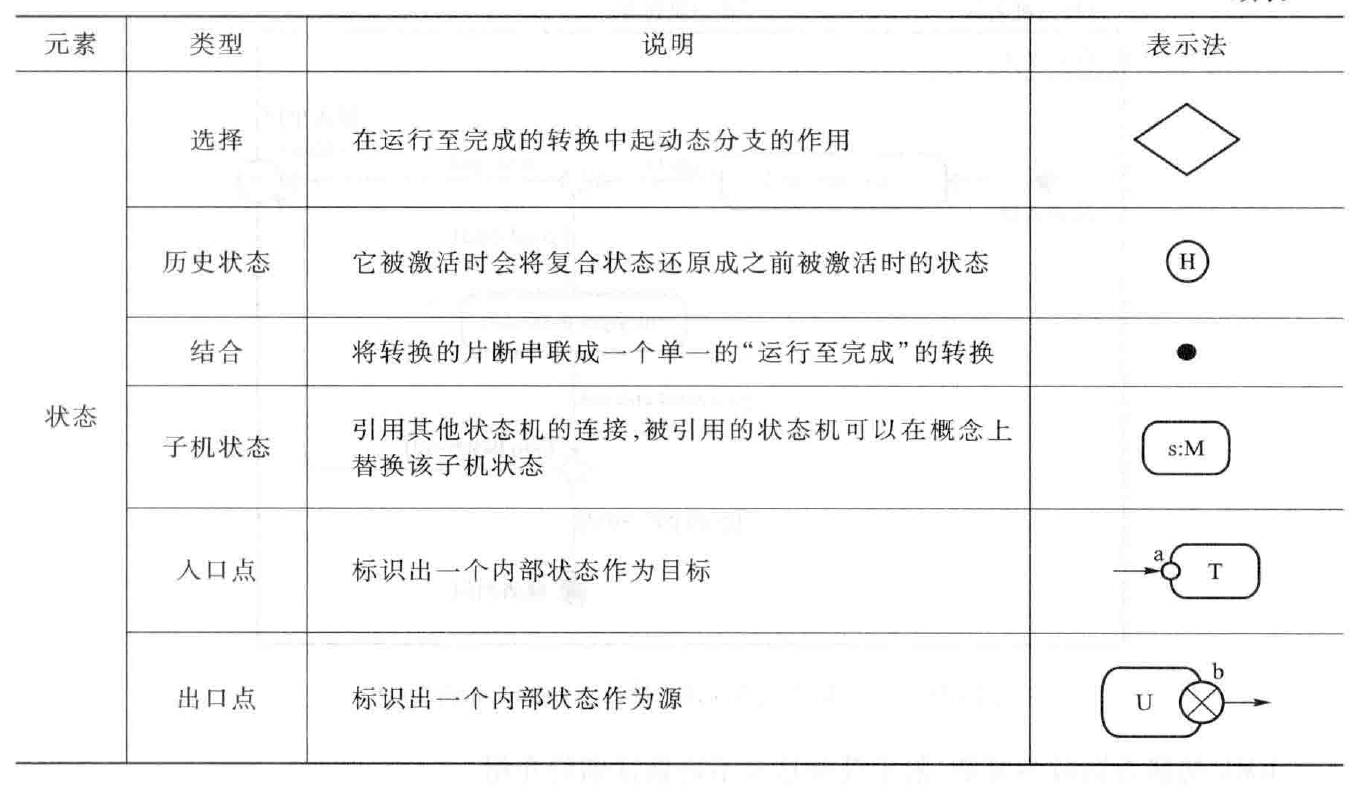 元素 类型 说明 表示法
选择 在运行至完成的转换中起动态分支的作用
历史状态 它被激活时会将复合状态还原成之前被激活时的状态 H
结合 将转换的片断串联成一个单一的“运行至完成”的转换
状态
子机状态 引用其他状态机的连接,被引用的状态机可以在概念上
替换该子机状态 s:M
入口点 标识出一个内部状态作为目标 a T
出口点 标识出一个内部状态作为源 U b